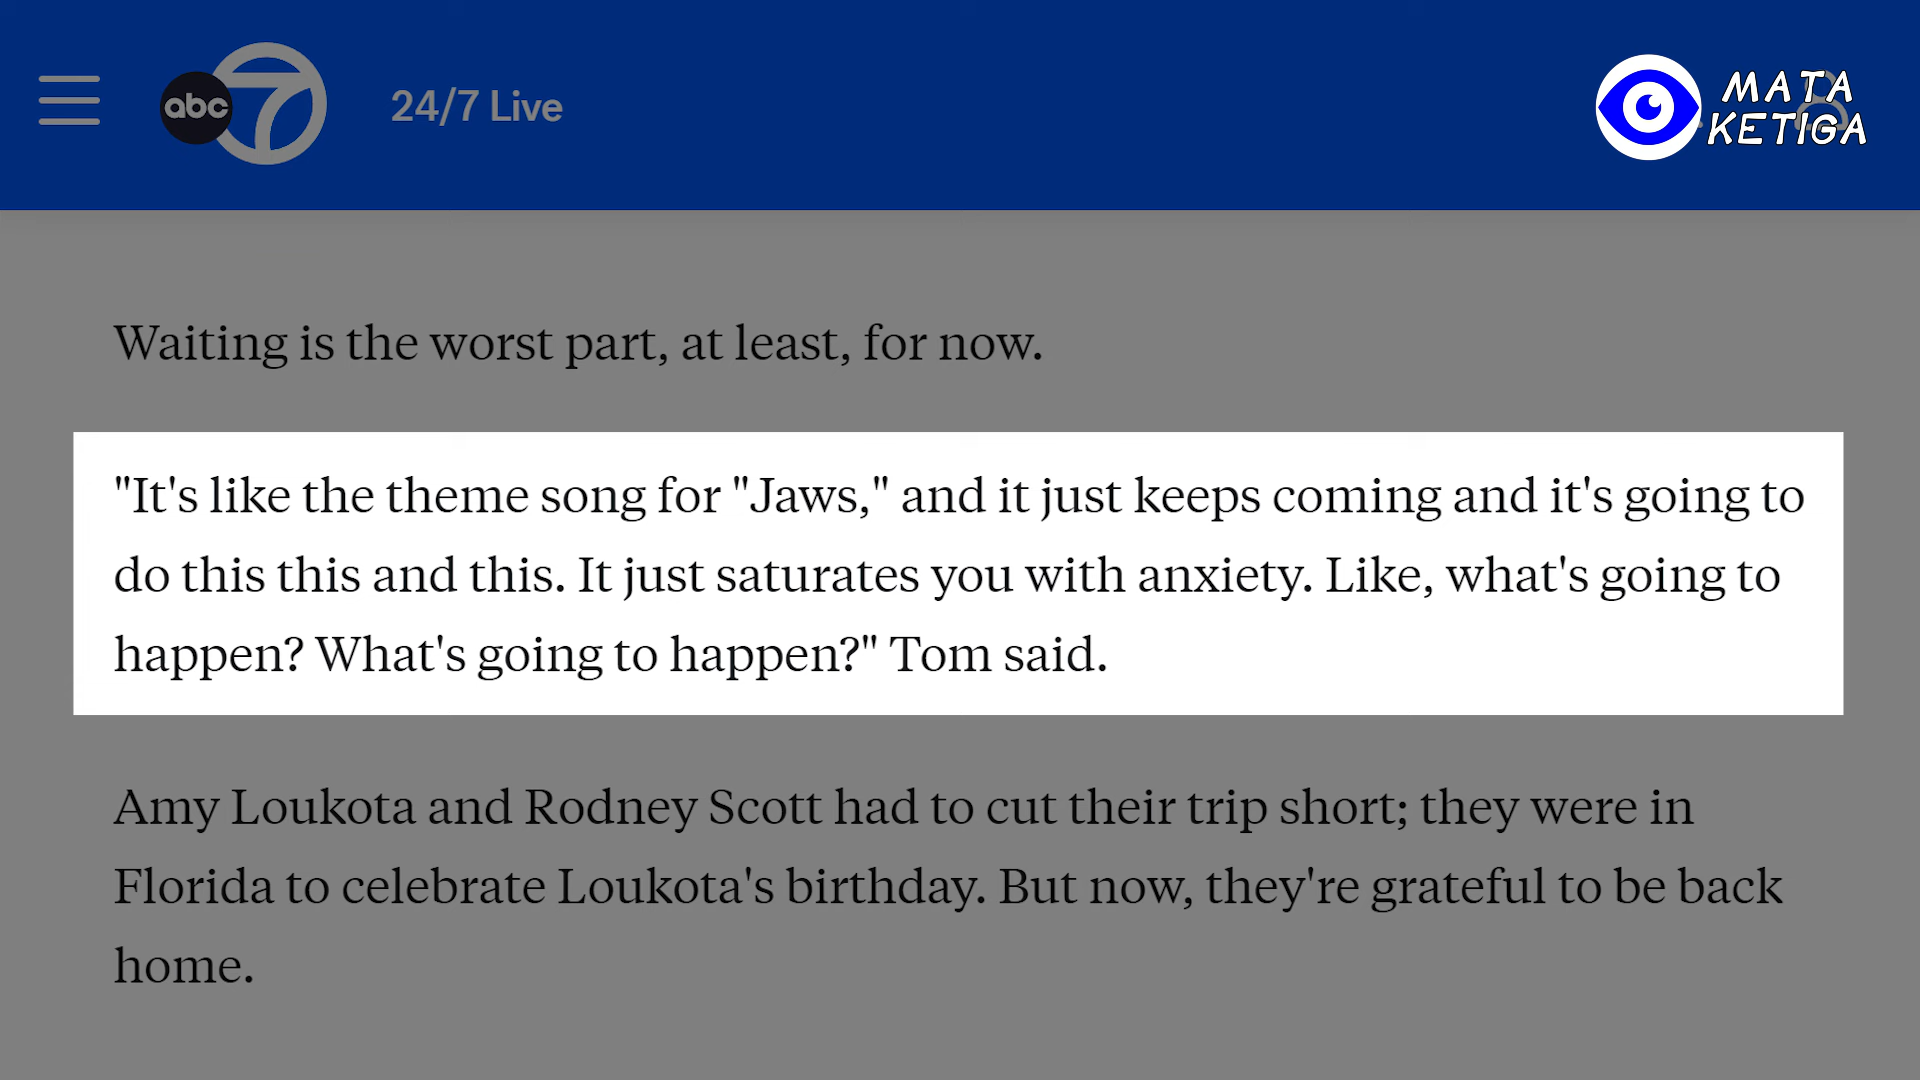 abc 7
24/7 Live
MATA
KETIGA
Waiting is the worst part, at least, for now.
"It's like the theme song for "Jaws," and it just keeps coming and it's going to
do this this and this. It just saturates you with anxiety. Like, what's going to
happen? What's going to happen?" Tom said.
Amy Loukota and Rodney Scott had to cut their trip short; they were in
Florida to celebrate Loukota's birthday. But now, they're grateful to be back
home.